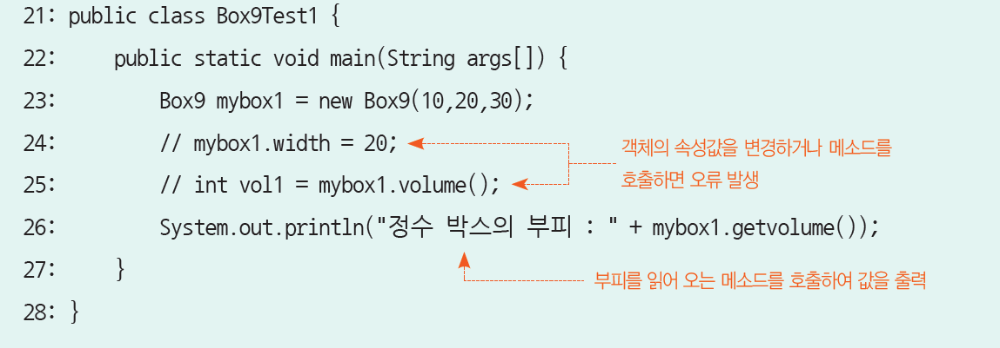 21: public class Box9Test1 {
22:     public static void main(String args[]) {
23:         Box9 mybox1 = new Box9(10,20,30);
24:         // mybox1.width = 20;
객체의 속성값을 변경하거나 메소드를
호출하면 오류 발생
25:         // int vol1 = mybox1.volume();
26:         System.out.println("정수 박스의 부피 : " + mybox1.getvolume());
27:     }
부피를 읽어 오는 메소드를 호출하여 값을 출력
28: }